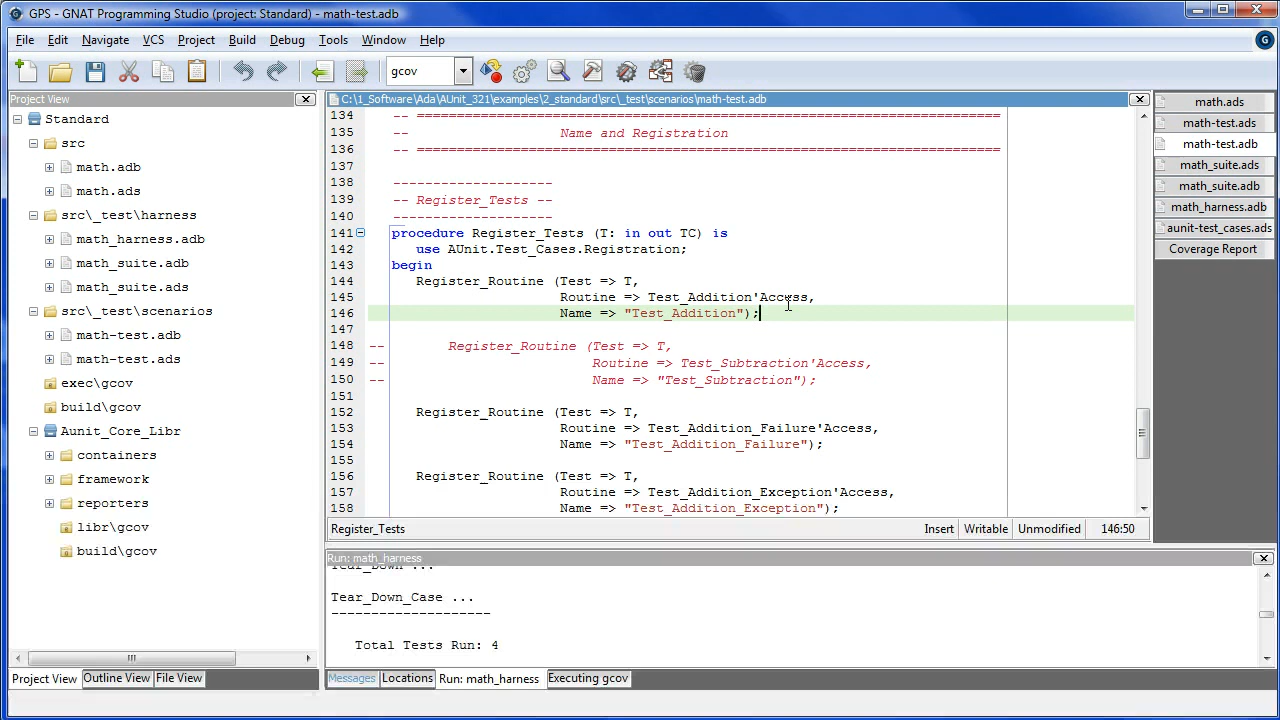 GPS - GNAT Programming Studio (project: Standard) - math-test.adb
File Edit Navigate VCS Project Build Debug Tools Window Help
gcov
Project View
Standard
src
math.adb
math.ads
src\_test\harness
math_harness.adb
math_suite.adb
math_suite.ads
src\_test\scenarios
math-test.adb
math-test.ads
exec\gcov
build\gcov
Aunit_Core_Libr
containers
framework
reporters
libr\gcov
build\gcov
Project View Outline View File View
C:\1_Software\Ada\AUnit_321\examples\2_standard\src\_test\scenarios\math-test.adb
134 -- =========================================================================
135 -- Name and Registration
136 -- =========================================================================
137
138 --------------------
139 -- Register_Tests --
140 --------------------
141 procedure Register_Tests (T: in out TC) is
142 use AUnit.Test_Cases.Registration;
143 begin
144 Register_Routine (Test => T,
145 Routine => Test_Addition'Access,
146 Name => "Test_Addition");
147
148 -- Register_Routine (Test => T,
149 -- Routine => Test_Subtraction'Access,
150 -- Name => "Test_Subtraction");
151
152 Register_Routine (Test => T,
153 Routine => Test_Addition_Failure'Access,
154 Name => "Test_Addition_Failure");
155
156 Register_Routine (Test => T,
157 Routine => Test_Addition_Exception'Access,
158 Name => "Test_Addition_Exception");
Register_Tests Insert Writable Unmodified 146:50
Run: math_harness
Tear_Down ...
Tear_Down_Case ...
--------------------
Total Tests Run: 4
Messages Locations Run: math_harness Executing gcov
math.ads
math-test.ads
math-test.adb
math_suite.ads
math_suite.adb
math_harness.adb
aunit-test_cases.ads
Coverage Report